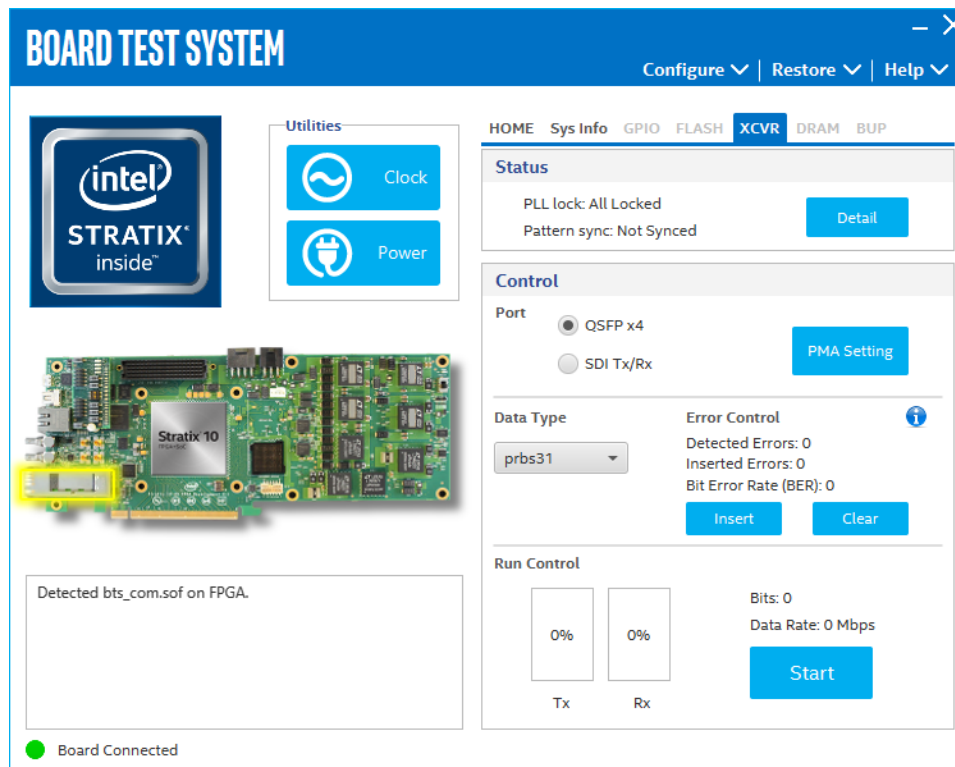 BOARD TEST SYSTEM
Configure | Restore | Help
intel
STRATIX
inside™
Utilities
Clock
Power
HOME Sys Info GPIO FLASH XCVR DRAM BUP
Status
PLL lock: All Locked
Pattern sync: Not Synced
Detail
Control
Port
QSFP x4
SDI Tx/Rx
PMA Setting
Stratix 10
Data Type
prbs31
Error Control
Detected Errors: 0
Inserted Errors: 0
Bit Error Rate (BER): 0
Insert Clear
Run Control
0% 0%
Tx Rx
Bits: 0
Data Rate: 0 Mbps
Start
Detected bts_com.sof on FPGA.
Board Connected